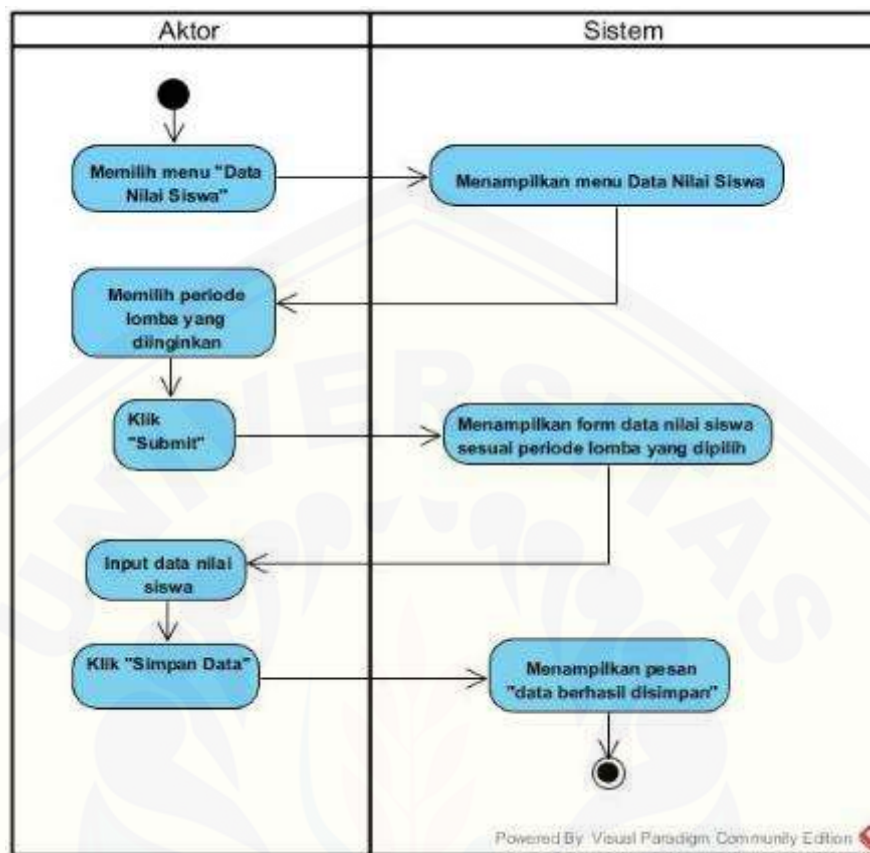 Aktor
Sistem
Memilih menu "Data
Nilai Siswa"
Menampilkan menu Data Nilai Siswa
Memilih periode
lomba yang
diinginkan
Klik
"Submit"
Menampilkan form data nilai siswa
sesuai periode lomba yang dipilih
Input data nilai
siswa
Klik "Simpan Data"
Menampilkan pesan
"data berhasil disimpan"
UNIVERSITAS
Powered By Visual Paradigm Community Edition